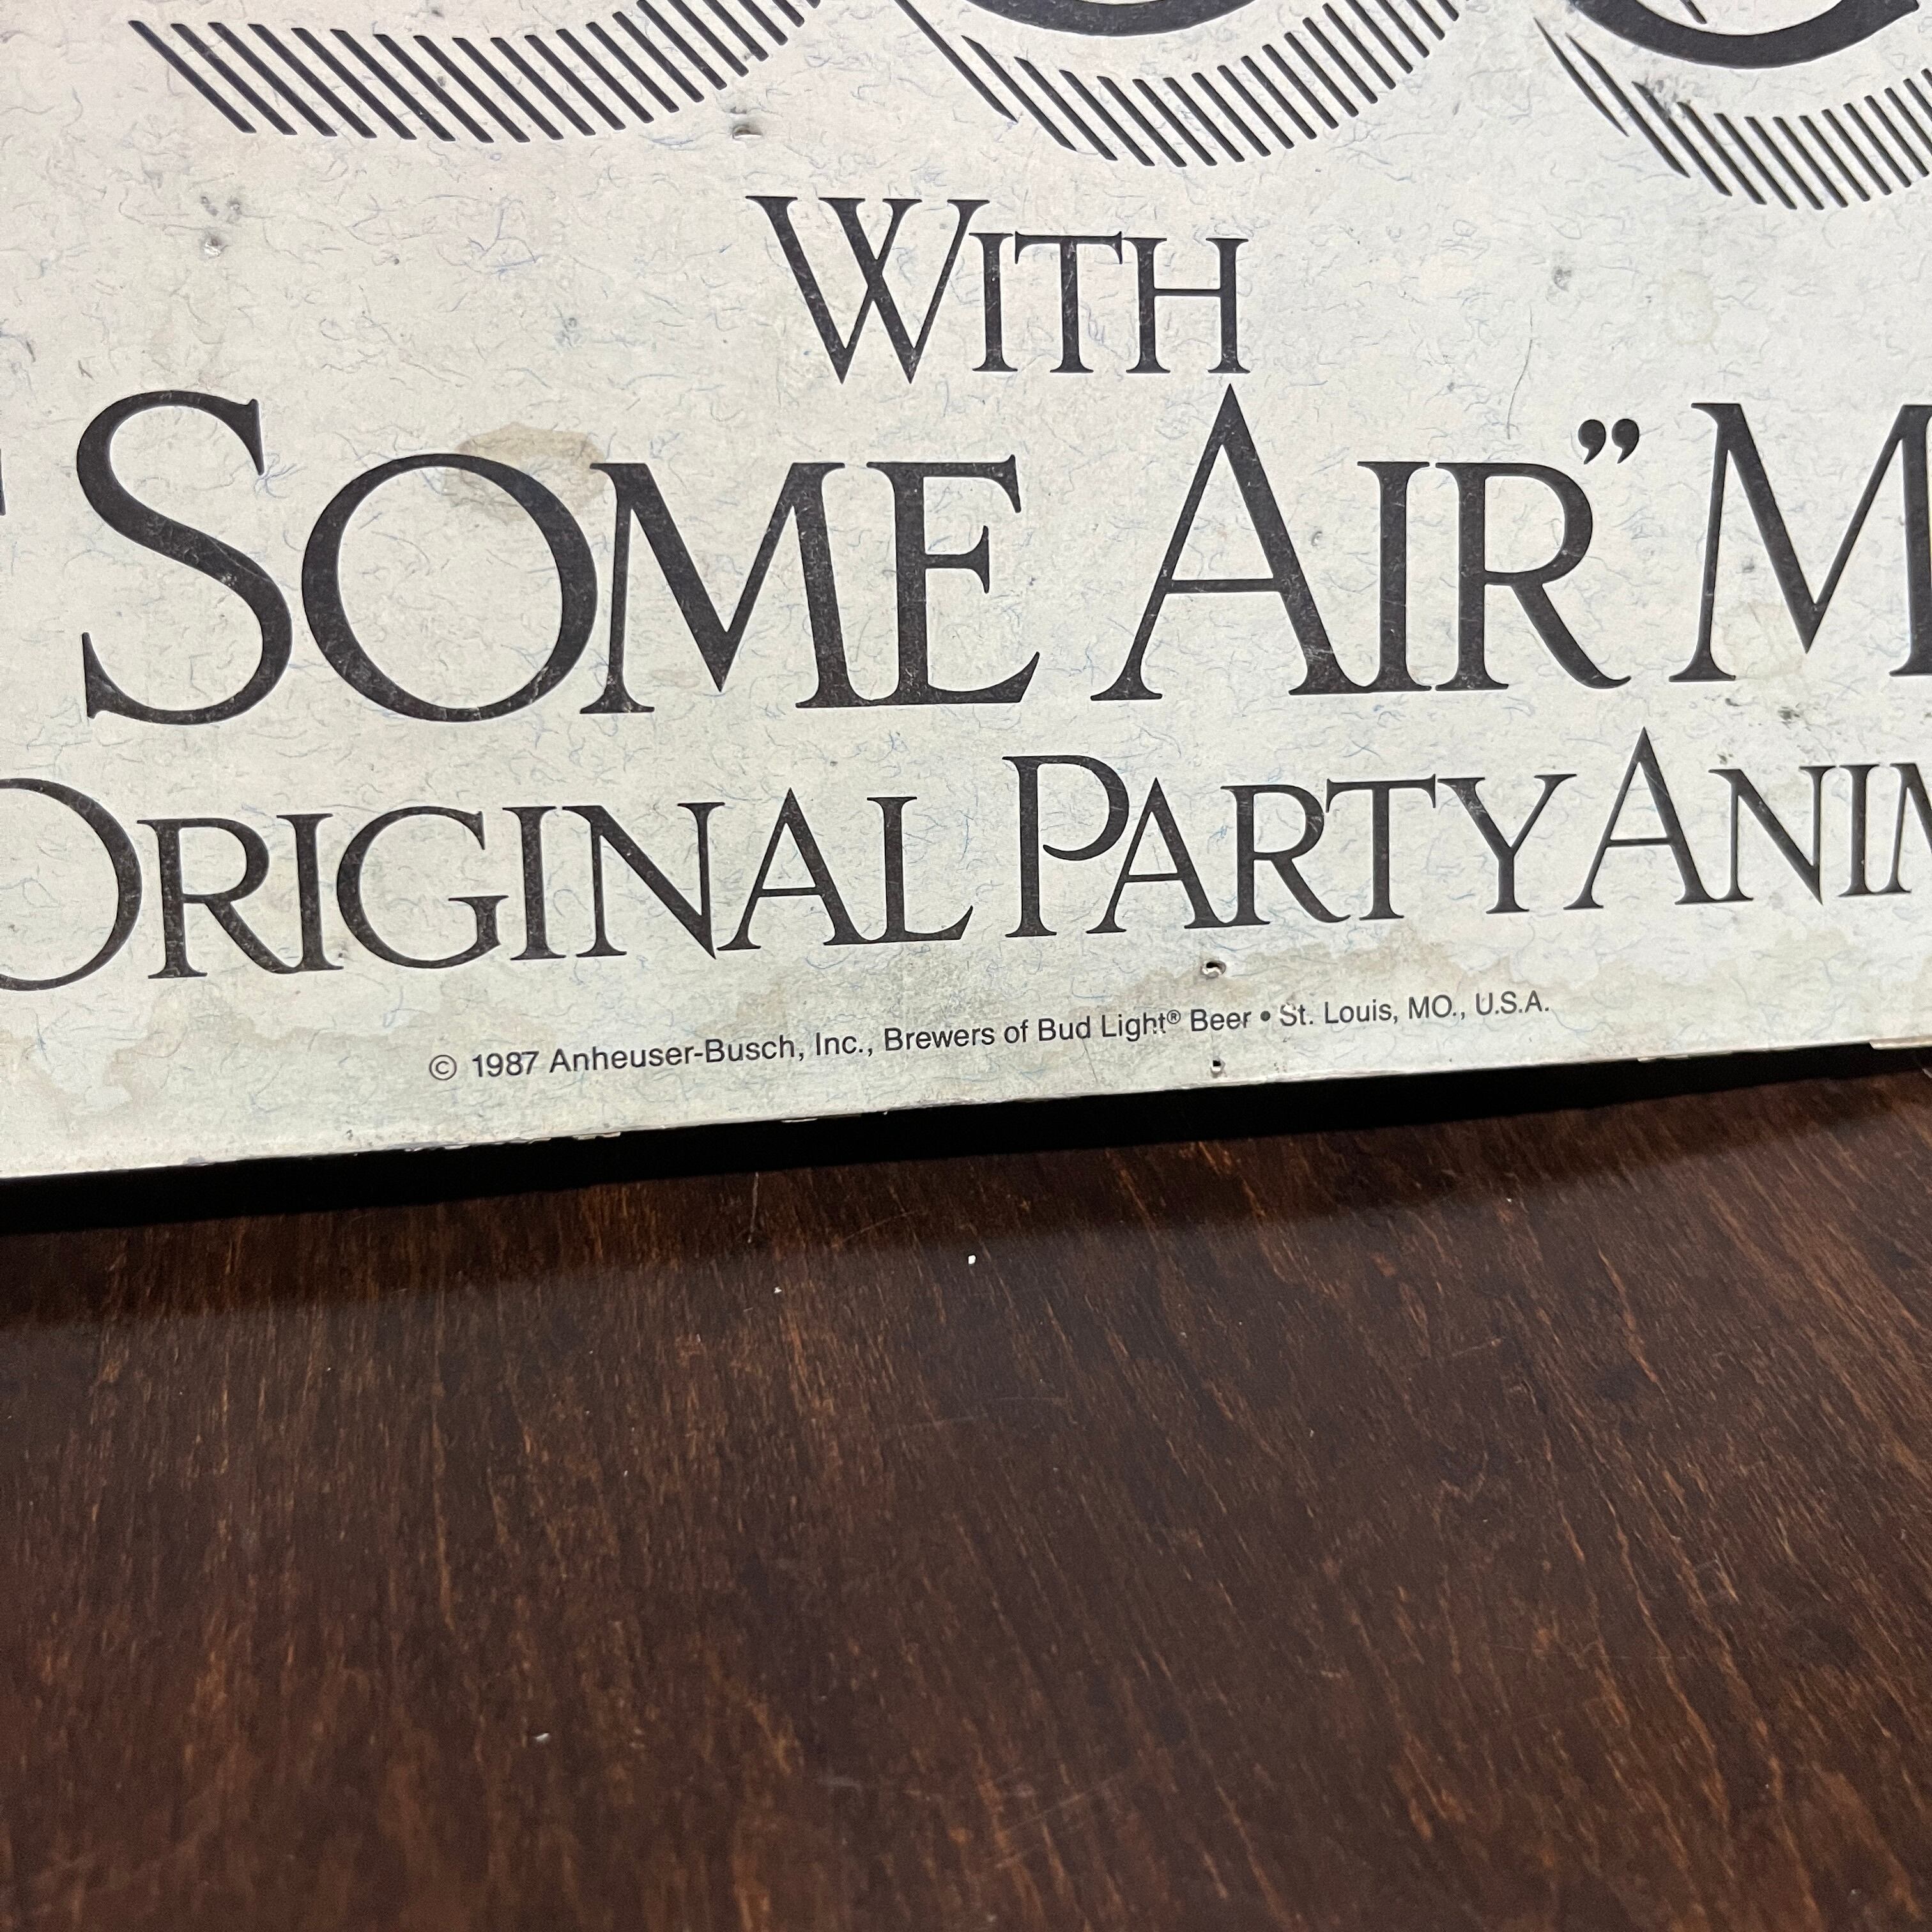 WITH
SOME AIR” M
ORIGINAL PARTY ANIM
© 1987 Anheuser-Busch, Inc., Brewers of Bud Light® Beer • St. Louis, MO., U.S.A.